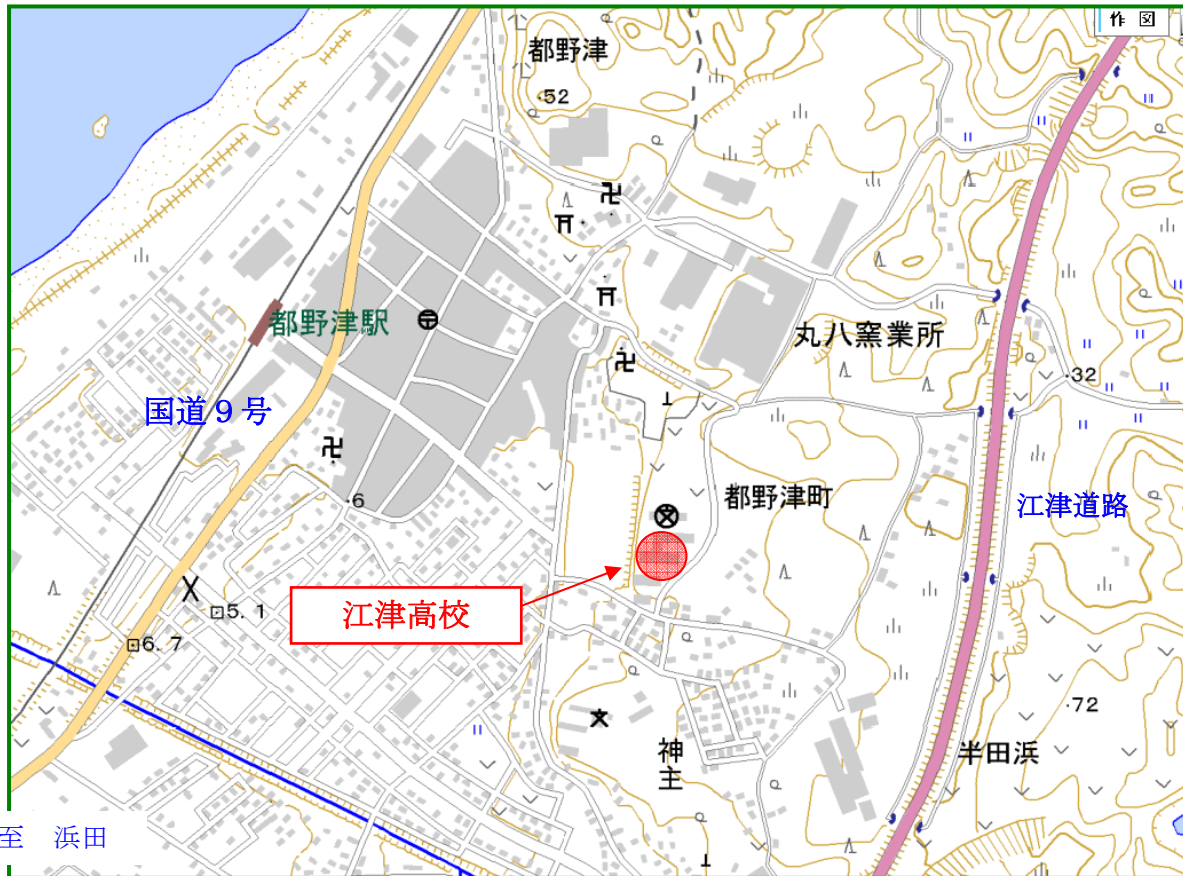 作図
都野津
52
都野津駅
丸八窯業所
32
国道9号
都野津町
江津道路
6
江津高校
5.1
6.7
72
神主
半田浜
至 浜田